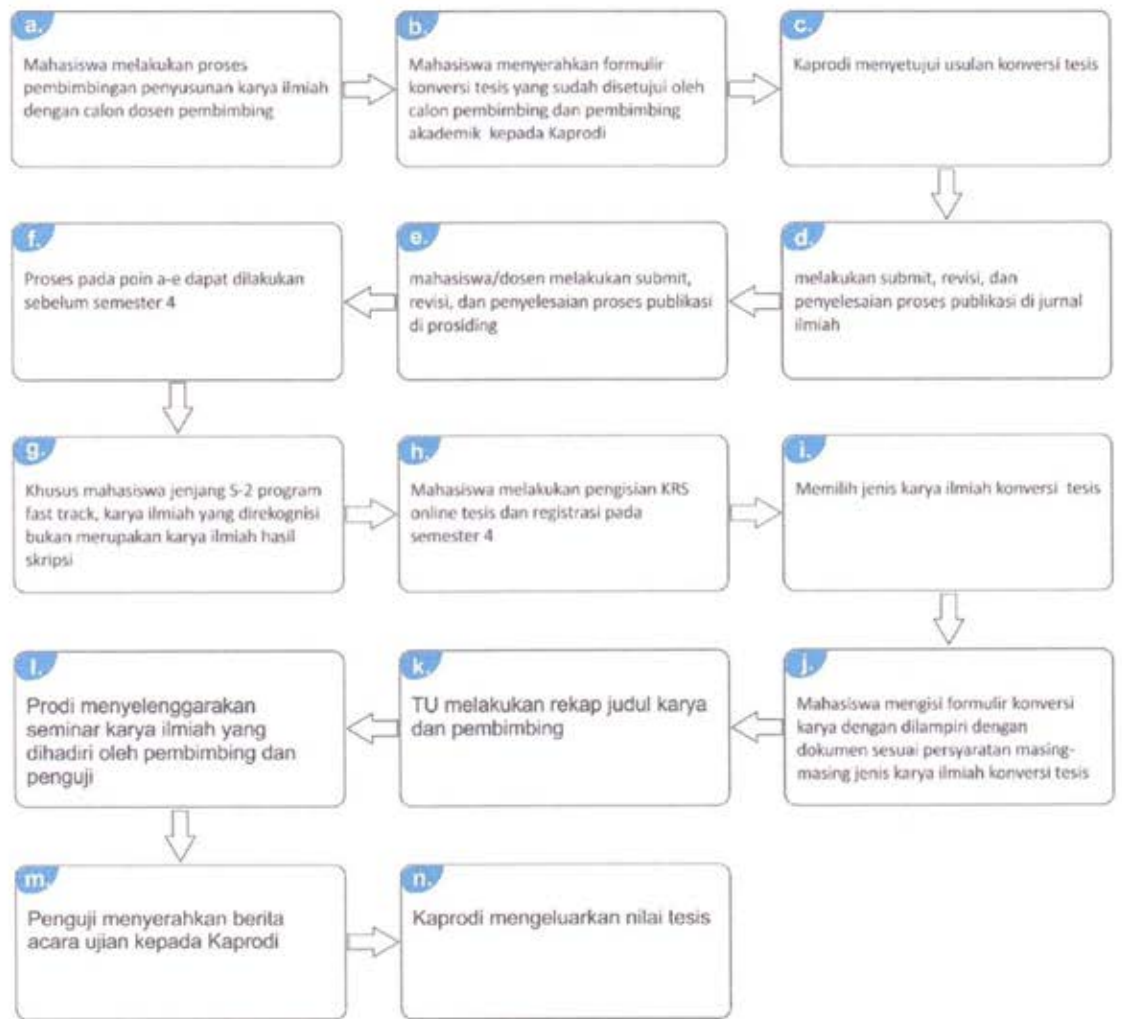 a.
Mahasiswa melakukan proses
pembimbingan penyusunan karya ilmiah
dengan calon dosen pembimbing
b.
Mahasiswa menyerahkan formulir
konversi tesis yang sudah disetujui oleh
calon pembimbing dan pembimbing
akademik kepada Kaprodi
c.
Kaprodi menyetujui usulan konversi tesis
d.
melakukan submit, revisi, dan
penyelesaian proses publikasi di jurnal
ilmiah
e.
mahasiswa/dosen melakukan submit,
revisi, dan penyelesaian proses publikasi
di prosiding
f.
Proses pada poin a-e dapat dilakukan
sebelum semester 4
g.
Khusus mahasiswa jenjang S-2 program
fast track, karya ilmiah yang direkognisi
bukan merupakan karya ilmiah hasil
skripsi
h.
Mahasiswa melakukan pengisian KRS
online tesis dan registrasi pada
semester 4
i.
Memilih jenis karya ilmiah konversi tesis
j.
Mahasiswa mengisi formulir konversi
karya dengan dilampiri dengan
dokumen sesuai persyaratan masing-
masing jenis karya ilmiah konversi tesis
k.
TU melakukan rekap judul karya
dan pembimbing
l.
Prodi menyelenggarakan
seminar karya ilmiah yang
dihadiri oleh pembimbing dan
penguji
m.
Penguji menyerahkan berita
acara ujian kepada Kaprodi
n.
Kaprodi mengeluarkan nilai tesis